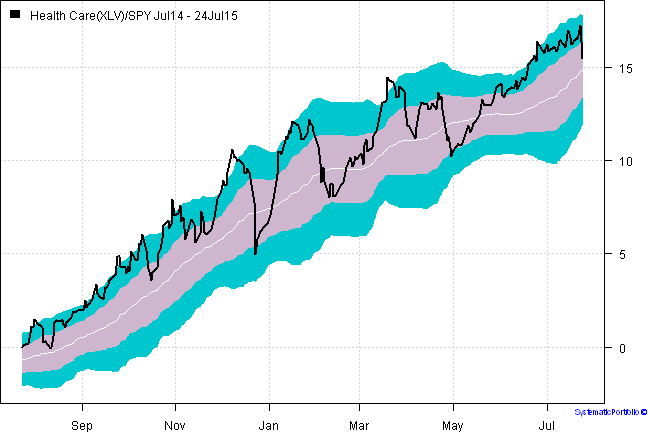 Health Care(XLV)/SPY Jul14 - 24Jul15
15
10
5
0
Sep Nov Jan Mar May Jul
SystematicPortfolio ©